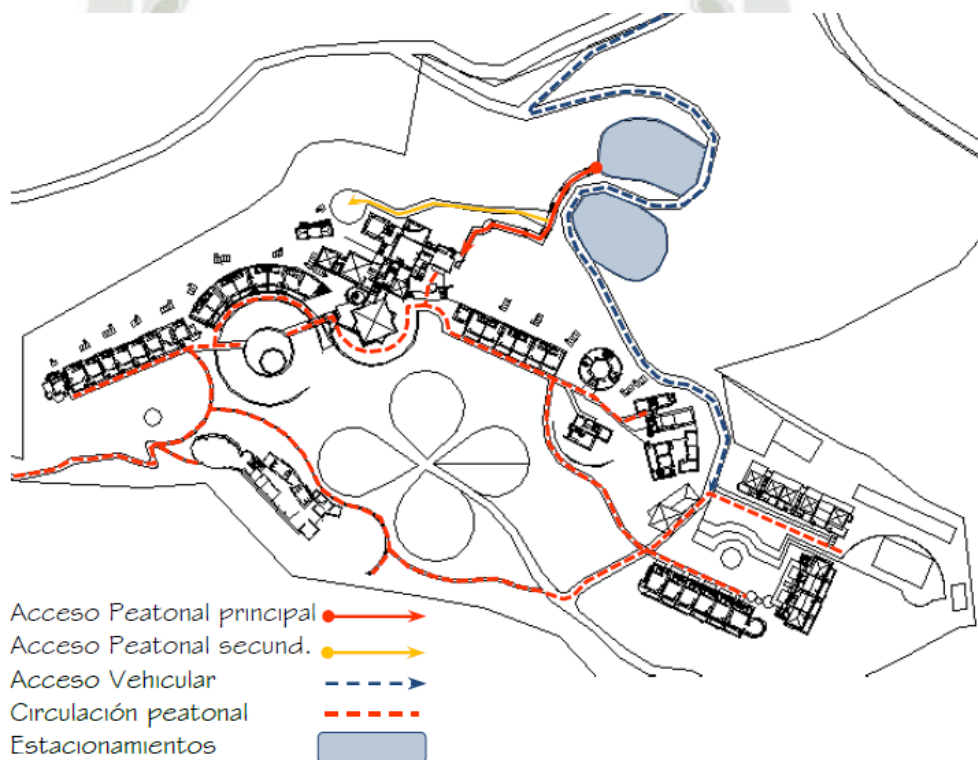 Acceso Peatonal principal
Acceso Peatonal secund.
Acceso Vehicular
Circulación peatonal
Estacionamientos